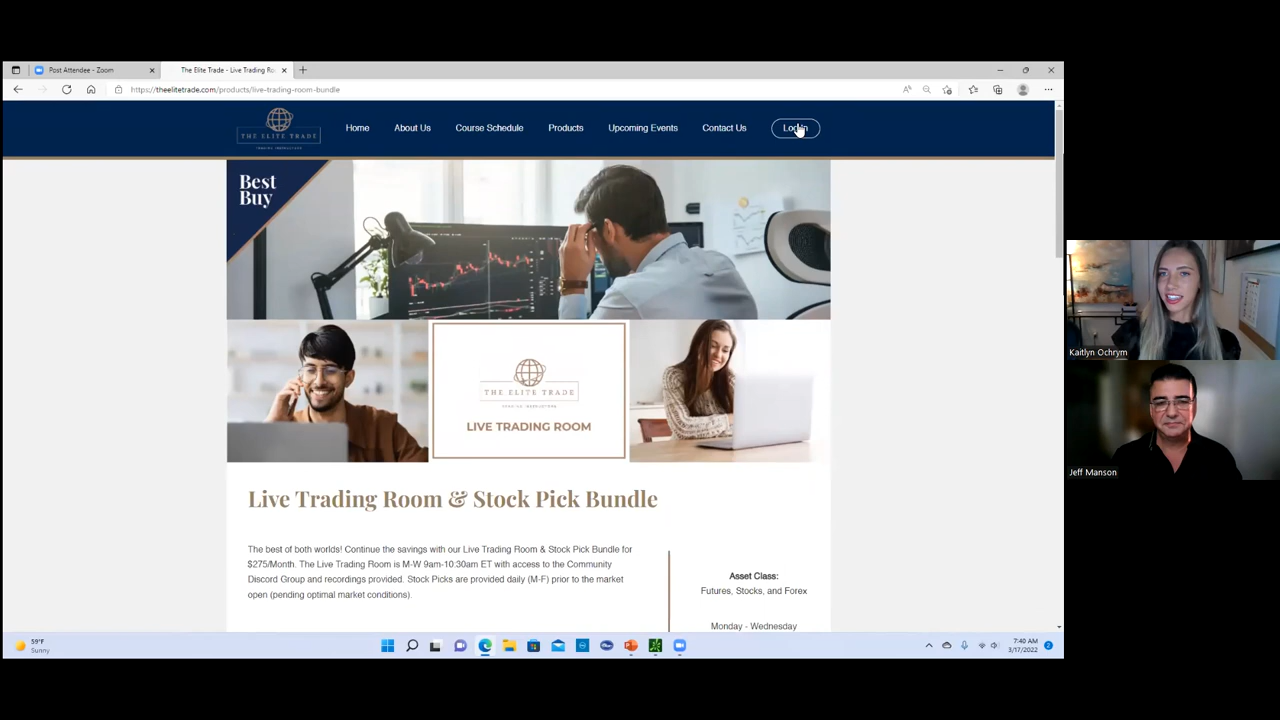 Post Attendee - Zoom
The Elite Trade - Live Trading Ro
https://theelitetrade.com/products/live-trading-room-bundle
THE ELITE TRADE
Home
About Us
Course Schedule
Products
Upcoming Events
Contact Us
Best
Buy
THE ELITE TRADE
LIVE TRADING ROOM
Live Trading Room & Stock Pick Bundle
The best of both worlds! Continue the savings with our Live Trading Room & Stock Pick Bundle for
$275/Month. The Live Trading Room is M-W 9am-10:30am ET with access to the Community
Discord Group and recordings provided. Stock Picks are provided daily (M-F) prior to the market
open (pending optimal market conditions).
Asset Class:
Futures, Stocks, and Forex
Monday - Wednesday
Kaitlyn Ochrym
Jeff Manson
59°F
Sunny
7:40 AM
3/17/2022
2